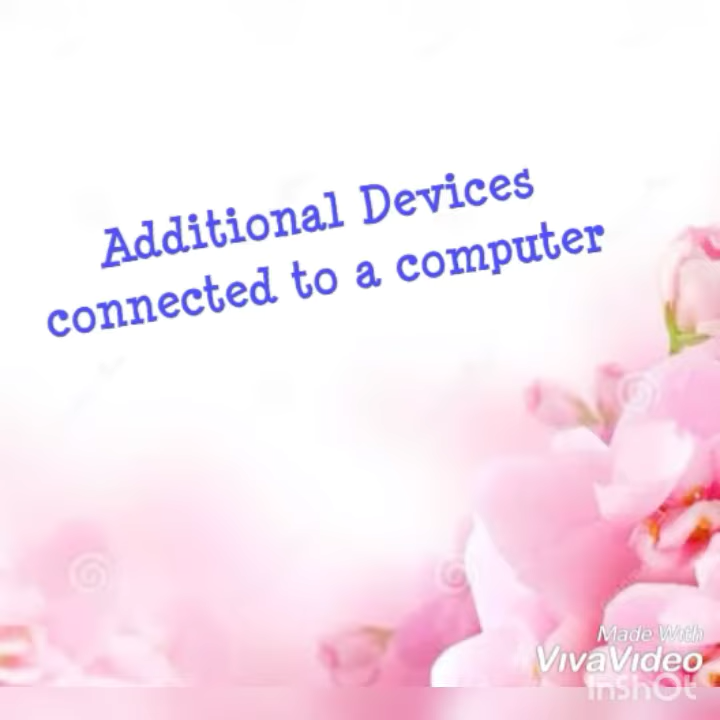 Additional Devices
connected to a computer
Made With
VivaVideo
InShOt